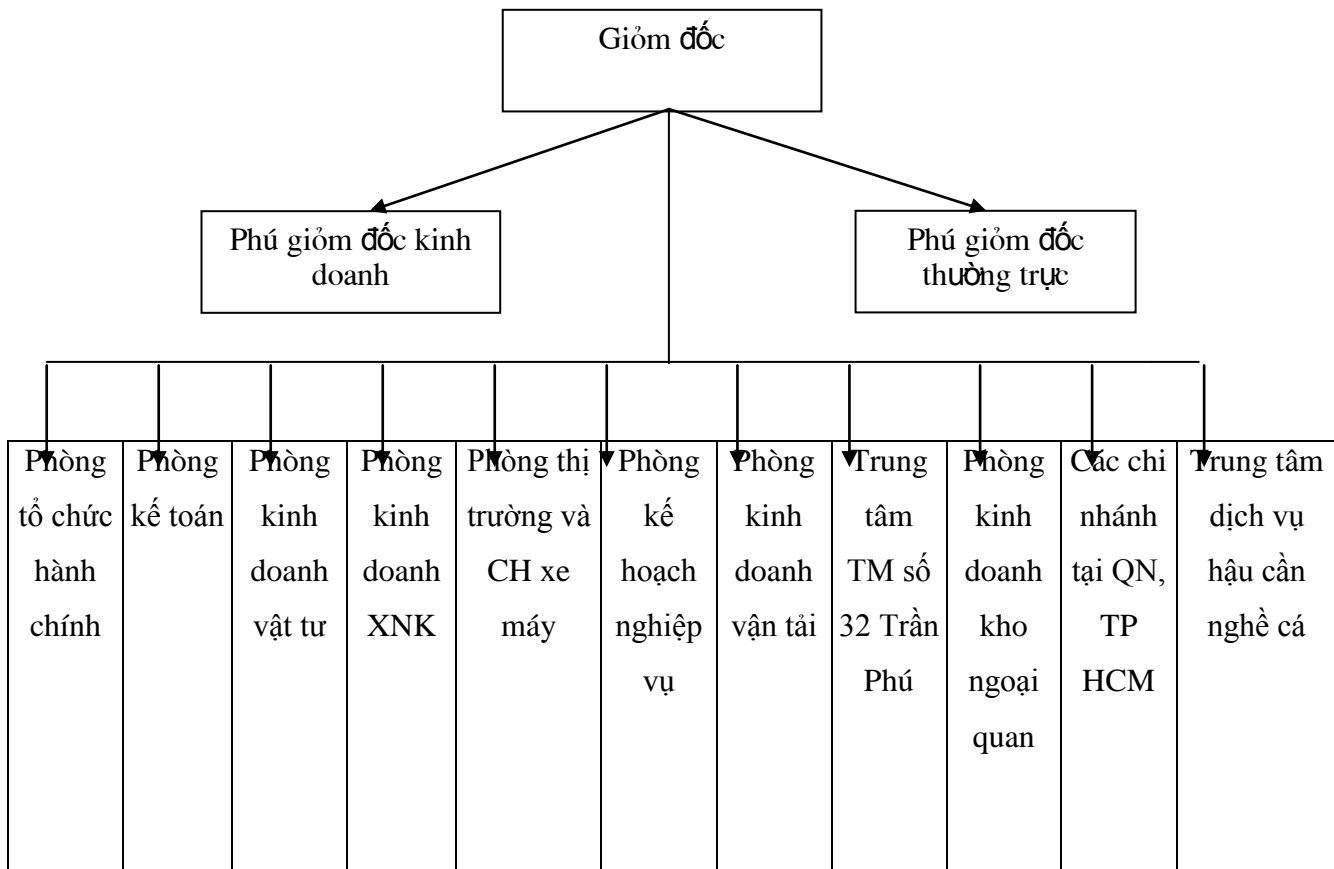 Giỏm đốc
Phú giỏm đốc kinh
doanh
Phú giỏm đốc
thường trực
Phòng
tổ chức
hành
chính
Phòng
kế toán
Phòng
kinh
doanh
vật tư
Phòng
kinh
doanh
XNK
Phòng thị
trường và
CH xe
máy
Phòng
kế
hoạch
nghiệp
vụ
Phòng
kinh
doanh
vận tải
Trung
tâm
TM số
32 Trần
Phú
Phòng
kinh
doanh
kho
ngoại
quan
Các chi
nhánh
tại QN,
TP
HCM
Trung tâm
dịch vụ
hậu cần
nghề cá